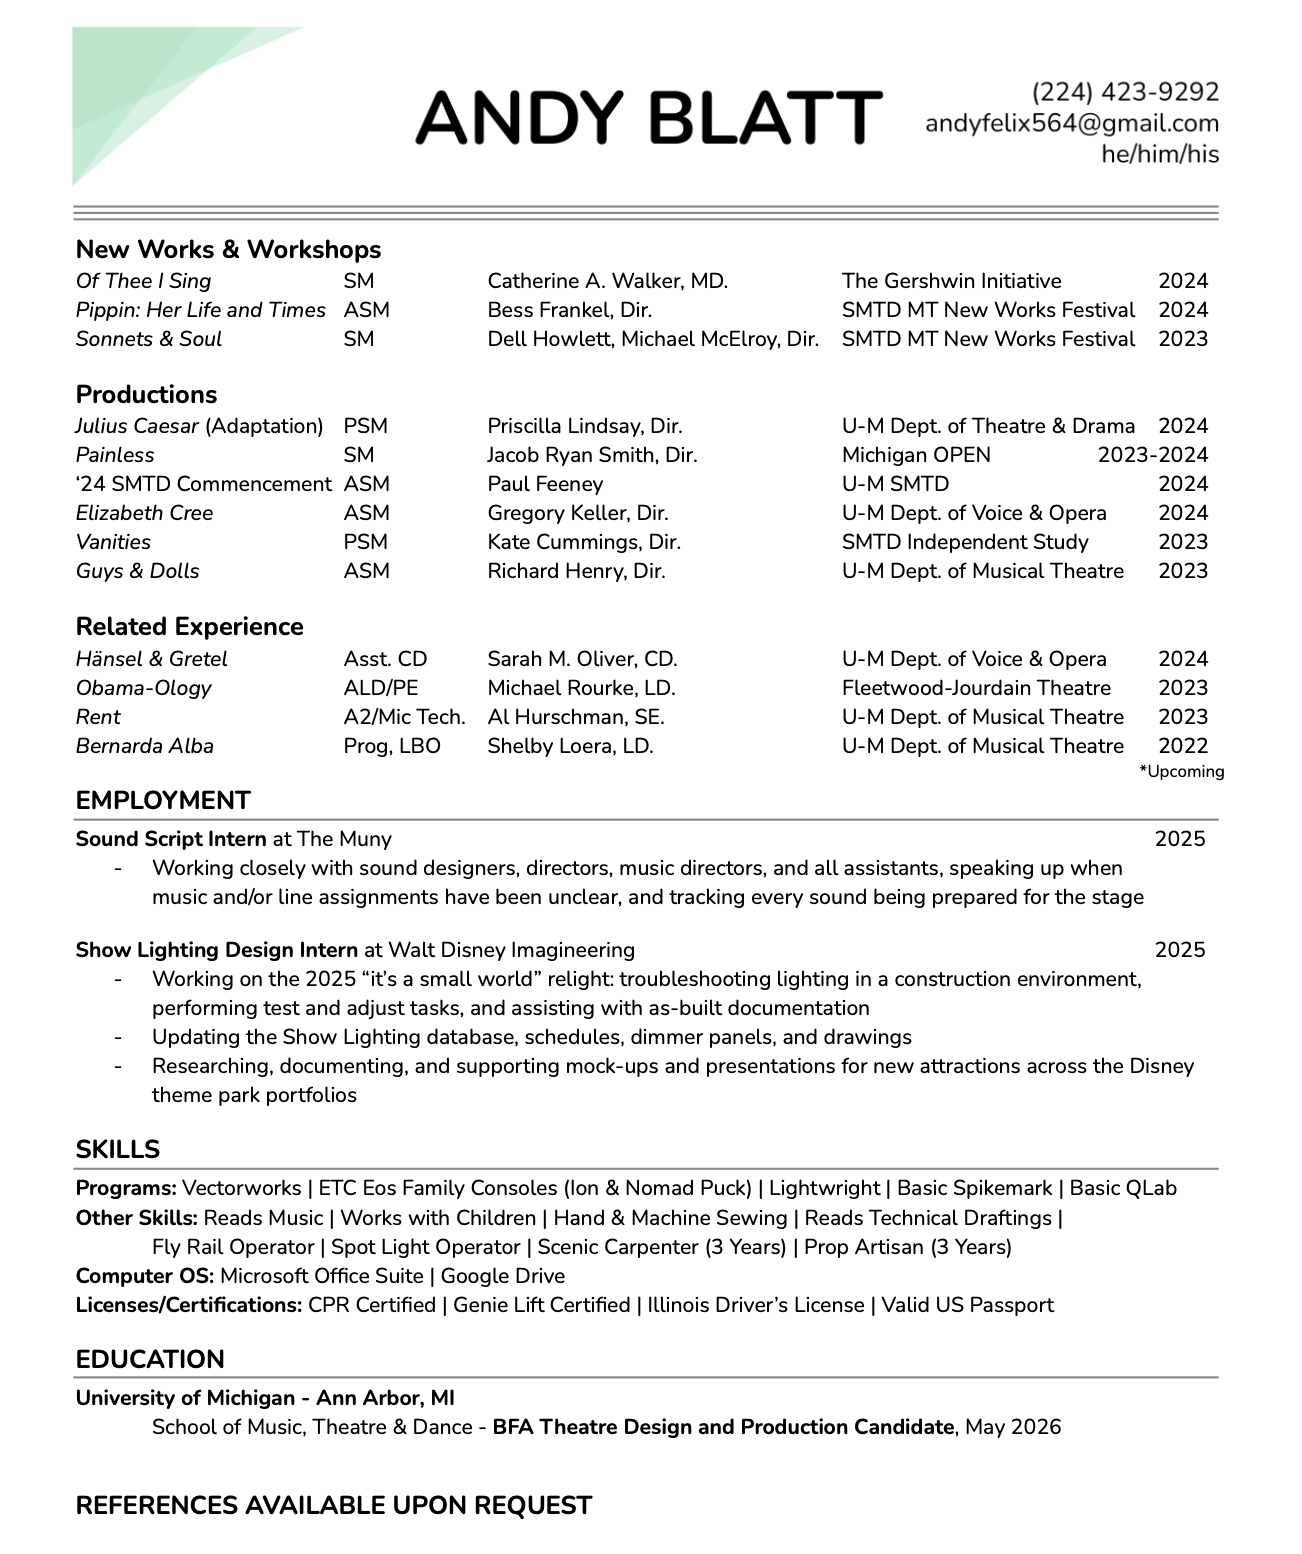 ANDY BLATT
(224) 423-9292
andyfelix564@gmail.com
he/him/his
New Works & Workshops
Of Thee I Sing SM Catherine A. Walker, MD. The Gershwin Initiative 2024
Pippin: Her Life and Times ASM Bess Frankel, Dir. SMTD MT New Works Festival 2024
Sonnets & Soul SM Dell Howlett, Michael McElroy, Dir. SMTD MT New Works Festival 2023
Productions
Julius Caesar (Adaptation) PSM Priscilla Lindsay, Dir. U-M Dept. of Theatre & Drama 2024
Painless SM Jacob Ryan Smith, Dir. Michigan OPEN 2023-2024
‘24 SMTD Commencement ASM Paul Feeney U-M SMTD 2024
Elizabeth Cree ASM Gregory Keller, Dir. U-M Dept. of Voice & Opera 2024
Vanities PSM Kate Cummings, Dir. SMTD Independent Study 2023
Guys & Dolls ASM Richard Henry, Dir. U-M Dept. of Musical Theatre 2023
Related Experience
Hänsel & Gretel Asst. CD Sarah M. Oliver, CD. U-M Dept. of Voice & Opera 2024
Obama-Ology ALD/PE Michael Rourke, LD. Fleetwood-Jourdain Theatre 2023
Rent A2/Mic Tech. Al Hurschman, SE. U-M Dept. of Musical Theatre 2023
Bernarda Alba Prog, LBO Shelby Loera, LD. U-M Dept. of Musical Theatre 2022
*Upcoming
EMPLOYMENT
Sound Script Intern at The Muny 2025
- Working closely with sound designers, directors, music directors, and all assistants, speaking up when
music and/or line assignments have been unclear, and tracking every sound being prepared for the stage
Show Lighting Design Intern at Walt Disney Imagineering 2025
- Working on the 2025 “it’s a small world” relight: troubleshooting lighting in a construction environment,
performing test and adjust tasks, and assisting with as-built documentation
- Updating the Show Lighting database, schedules, dimmer panels, and drawings
- Researching, documenting, and supporting mock-ups and presentations for new attractions across the Disney
theme park portfolios
SKILLS
Programs: Vectorworks | ETC Eos Family Consoles (Ion & Nomad Puck) | Lightwright | Basic Spikemark | Basic QLab
Other Skills: Reads Music | Works with Children | Hand & Machine Sewing | Reads Technical Draftings |
Fly Rail Operator | Spot Light Operator | Scenic Carpenter (3 Years) | Prop Artisan (3 Years)
Computer OS: Microsoft Office Suite | Google Drive
Licenses/Certifications: CPR Certified | Genie Lift Certified | Illinois Driver’s License | Valid US Passport
EDUCATION
University of Michigan - Ann Arbor, MI
School of Music, Theatre & Dance - BFA Theatre Design and Production Candidate, May 2026
REFERENCES AVAILABLE UPON REQUEST